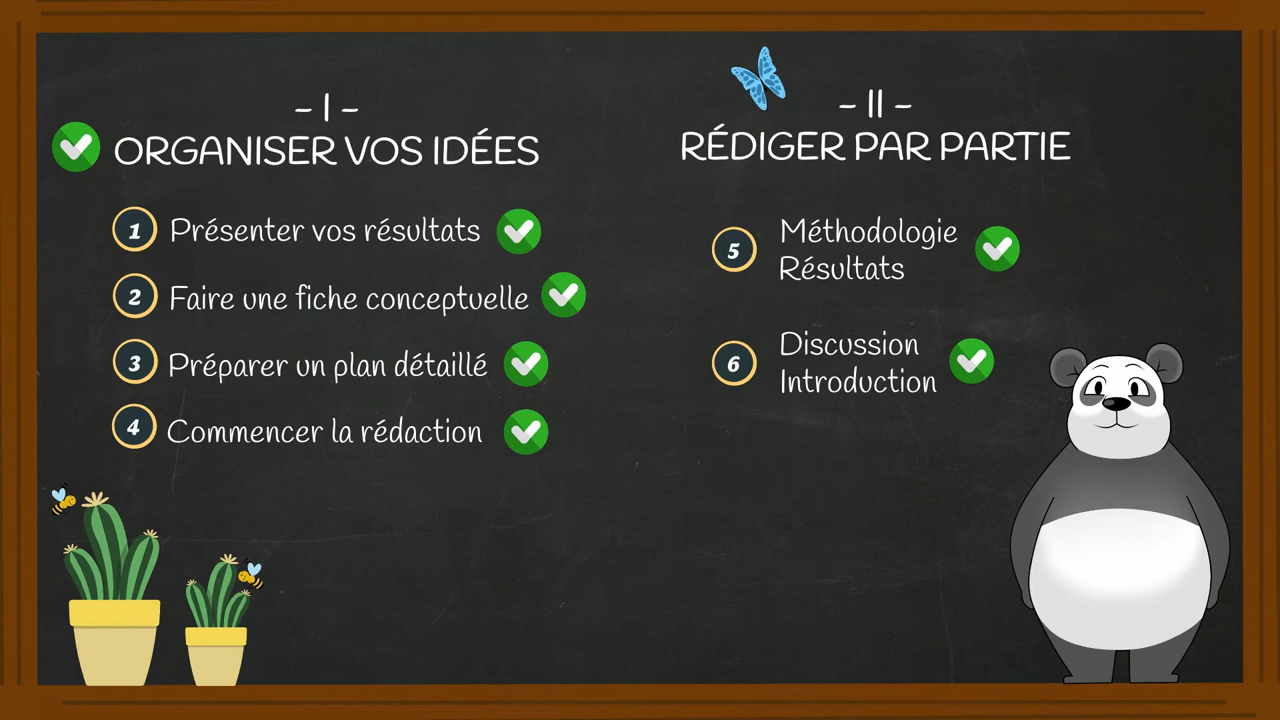 - I -
ORGANISER VOS IDÉES
1 Présenter vos résultats
2 Faire une fiche conceptuelle
3 Préparer un plan détaillé
4 Commencer la rédaction
- II -
RÉDIGER PAR PARTIE
5 Méthodologie
Résultats
6 Discussion
Introduction